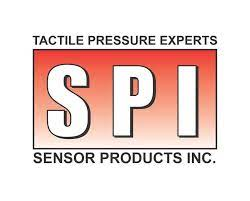 TACTILE PRESSURE EXPERTS
SPI
SENSOR PRODUCTS INC.